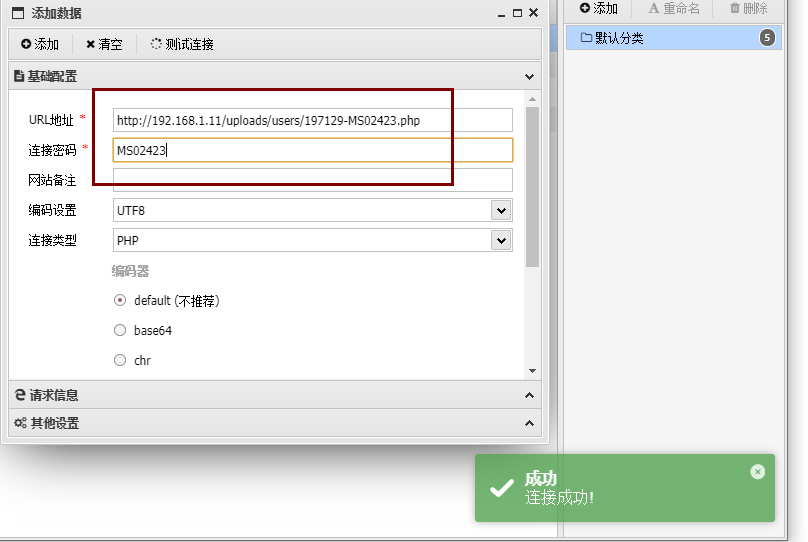 添加数据
添加 清空 测试连接
基础配置
URL地址 * http://192.168.1.11/uploads/users/197129-MS02423.php
连接密码 * MS02423
网站备注
编码设置 UTF8
连接类型 PHP
编码器
default (不推荐)
base64
chr
请求信息
其他设置
添加 重命名 删除
默认分类 5
成功
连接成功!